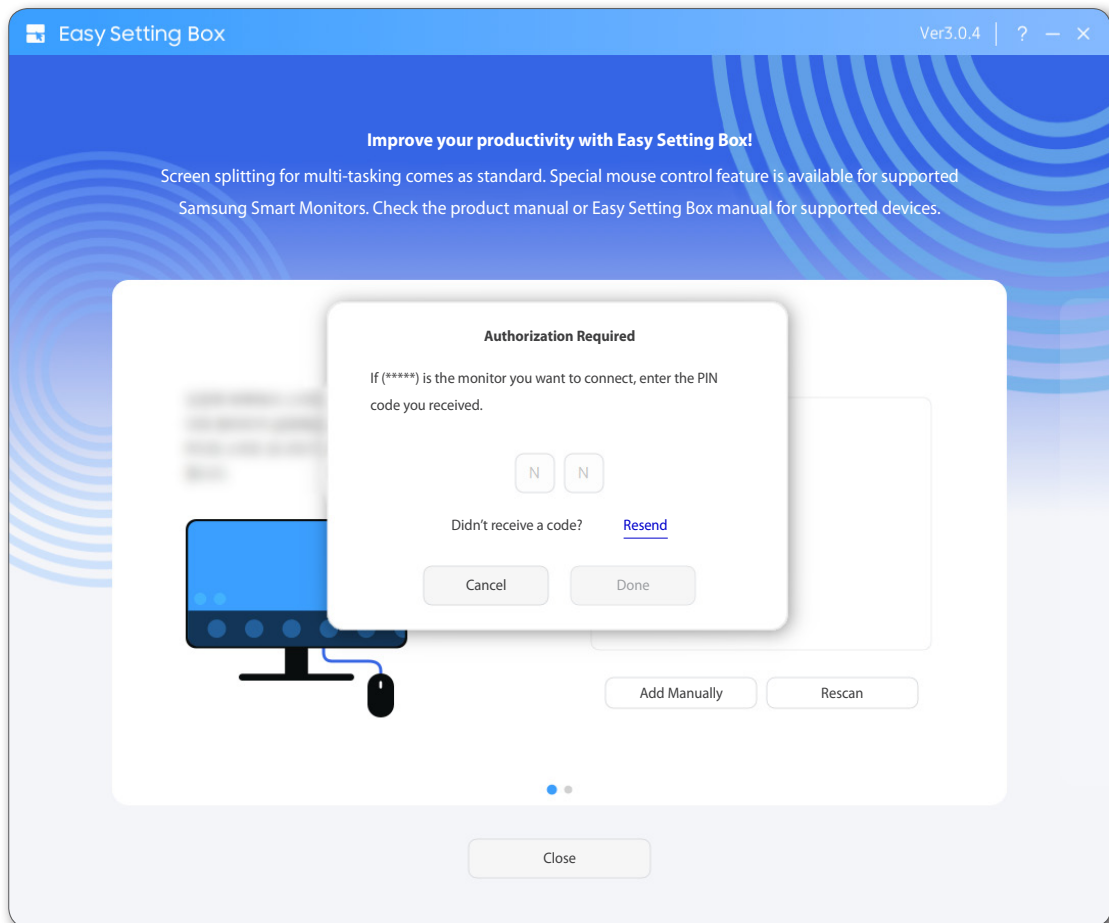 Easy Setting Box
Ver3.0.4 ? — ×
Improve your productivity with Easy Setting Box!
Screen splitting for multi-tasking comes as standard. Special mouse control feature is available for supported
Samsung Smart Monitors. Check the product manual or Easy Setting Box manual for supported devices.
Authorization Required
If (*****) is the monitor you want to connect, enter the PIN
code you received.
N N
Didn’t receive a code? Resend
Cancel Done
Add Manually Rescan
Close